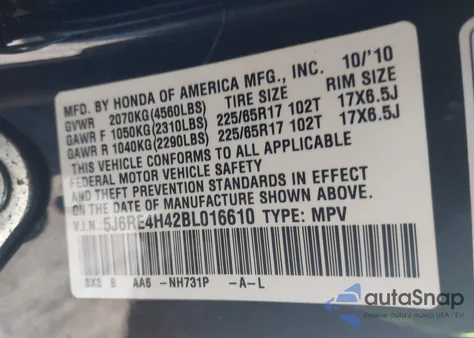 MFD. BY HONDA OF AMERICA MFG., INC. 10/'10
GVWR 2070KG(4560LBS) TIRE SIZE RIM SIZE
GAWR F 1050KG(2310LBS) 225/65R17 102T 17X6.5J
GAWR R 1040KG(2290LBS) 225/65R17 102T 17X6.5J
THIS VEHICLE CONFORMS TO ALL APPLICABLE
FEDERAL MOTOR VEHICLE SAFETY
AND THEFT PREVENTION STANDARDS IN EFFECT
ON THE DATE OF MANUFACTURE SHOWN ABOVE.
V.I.N.: 5J6RE4H42BL016610 TYPE: MPV
SXS B AA6 -NH731P -A-L
autoSnap